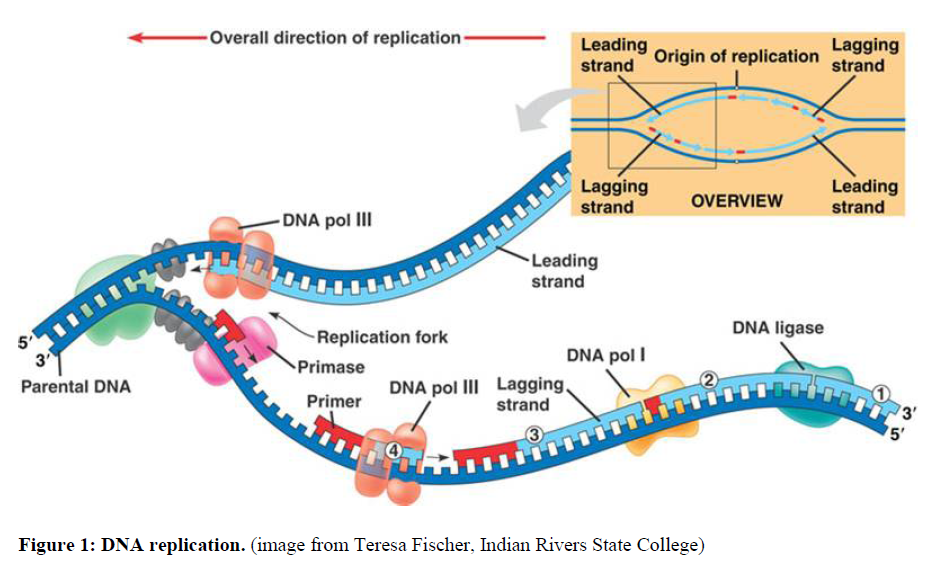 Overall direction of replication
Leading
strand
Origin of replication
Lagging
strand
Lagging
strand
OVERVIEW
Leading
strand
DNA pol III
Leading
strand
5′
3′
Parental DNA
Replication fork
Primase
Primer
DNA pol III
Lagging
strand
DNA pol I
DNA ligase
4
3
2
1
3′
5′
Figure 1: DNA replication. (image from Teresa Fischer, Indian Rivers State College)